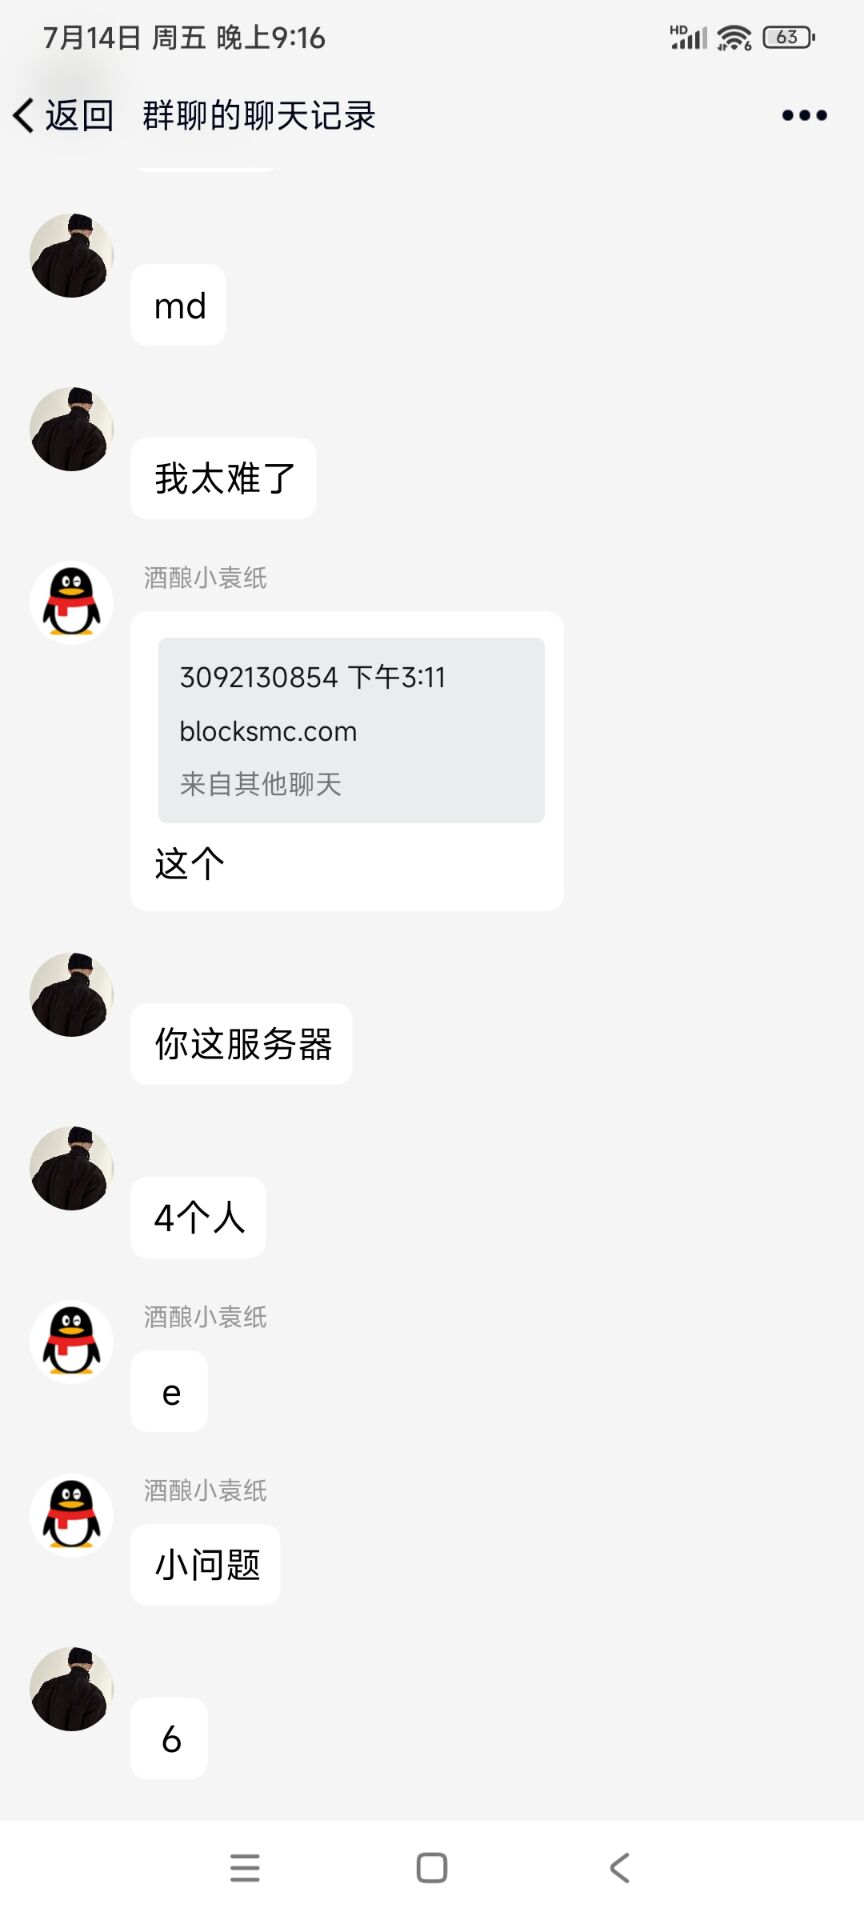 7月14日 周五 晚上9:16
HD 6 63
返回 群聊的聊天记录
md
我太难了
酒酿小袁纸
3092130854 下午3:11
blocksmc.com
来自其他聊天
这个
你这服务器
4个人
酒酿小袁纸
e
酒酿小袁纸
小问题
6